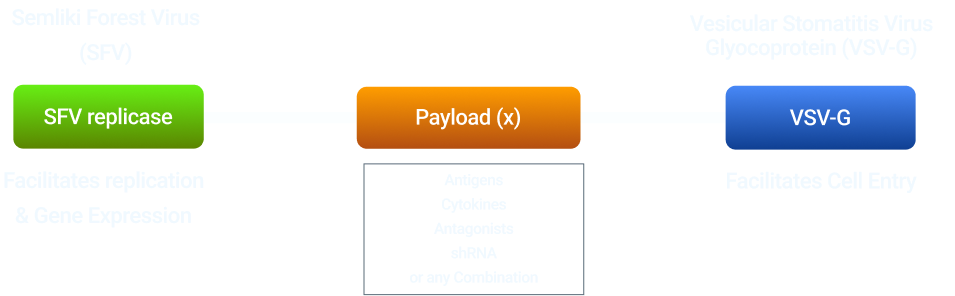 Semliki Forest Virus
(SFV)
SFV replicase
Facilitates replication
& Gene Expression
Payload (x)
Antigens
Cytokines
Antagonists
shRNA
or any Combination
Vesicular Stomatitis Virus
Glyocoprotein (VSV-G)
VSV-G
Facilitates Cell Entry